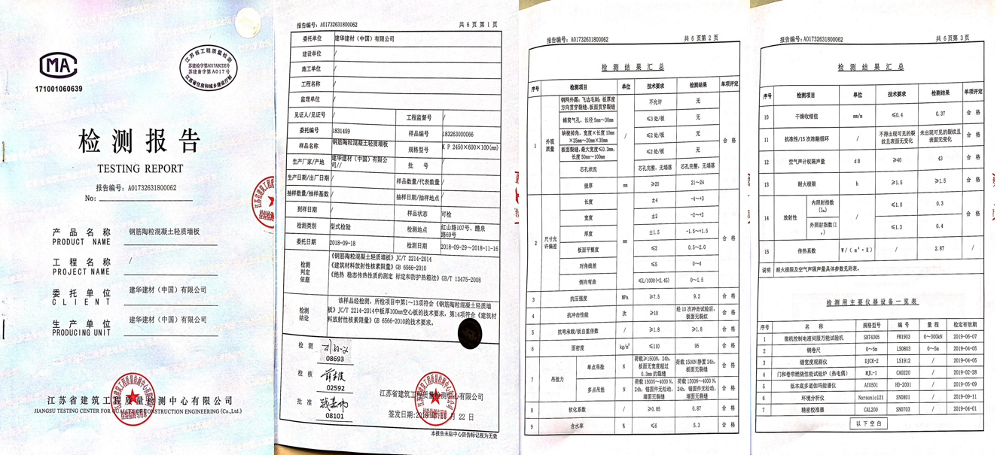 MA
171001060639
江苏省工程质量检测
苏建检字第A017ABCDE号
苏建备字第A017号
江苏省住房和城乡建设厅制
检测报告
TESTING REPORT
报告编号：A01732631800062
No:
产品名称 钢筋陶粒混凝土轻质墙板
PRODUCT NAME
工程名称 /
PROJECT NAME
委托单位 建华建材（中国）有限公司
CLIENT
生产单位 建华建材（中国）有限公司
PRODUCING UNIT
江苏省建筑工程质量检测中心有限公司
JIANGSU TESTING CENTER FOR QUALITY OF CONSTRUCTION ENGINEERING (Co.,Ltd.)
报告编号：A01732631800062 共 6 页 第 1 页
委托单位 建华建材（中国）有限公司
建设单位 /
施工单位 /
工程名称 /
监理单位 /
见证人/见证号 / 工程监督号 /
委托编号 1831459 样品编号 183263000066
样品名称 钢筋陶粒混凝土轻质墙板 规格型号 K P 2450×600×100(mm)
生产厂家/产地 建华建材（中国）有限公司// 批 号 /
生产日期/出厂日期 / 样品数量/代表数量 /
抽样数量/抽样基数 / 抽样日期/抽样地点 /
到样日期 / 样品状态 可检
检测类别 型式检验 检测地点 红山路107号、醴泉路69号
委托日期 2018-09-18 检测日期 2018-09-29～2018-11-16
检测判定依据
《钢筋陶粒混凝土轻质墙板》JC/T 2214-2014
《建筑材料放射性核素限量》GB 6566-2010
《绝热 稳态传热性质的测定 标定和防护热箱法》GB/T 13475-2008
检测结论
该样品经检测，所检项目中第1～13项符合《钢筋陶粒混凝土轻质墙
板》JC/T 2214-2014中板厚100mm空心板的技术要求，第14项符合《建筑材
料放射性核素限量》GB 6566-2010的技术要求。
检 测
08693
校 核
02592
批 准
08101
江苏省建筑工程质量检测中心有限公司
签发日期:2018年11月22日
本报告未贴中心防伪标记视为无效
报告编号：A01732631800062 共 6 页第 2 页
检 测 结 果 汇 总
序号 检测项目 单位 技术要求 检测结果 单项评定
1 外观质量 / 合 格
钢网外露；飞边毛刺；板厚度方向贯穿裂缝、板面贯穿裂缝 不允许 无
蜂窝气孔，长径5mm～30mm ≤3处/板 无
缺棱掉角，宽度×长度10mm×25mm～20mm×30mm ≤2处/板 无
板面裂缝，最大宽度≤0.3mm，长度50mm～100mm ≤2处/板 无
芯孔状况 芯孔完整，无塌落 芯孔完整，无塌落
壁厚 mm ≥20 21～24
2 尺寸允许偏差 mm 合 格
长度 ±4 -4～+3
宽度 ±2 -2～+2
厚度 ±1.5 -1.5～+1.5
板面平整度 ≤2 0.5～2.0
对角线差 ≤5 0～4
侧向弯曲 ≤L/1000(=2.45) 0～1.5
3 抗压强度 MPa ≥7.5 9.2 合 格
4 抗冲击性能 次 ≥10 经10次冲击试验后，板面无裂纹 合 格
5 抗弯承载/板自重倍数 / ≥1.8 ≥1.8 合 格
6 面密度 kg/m² ≤110 95 合 格
7 吊挂力
单点吊挂 N 荷载≥1500N，24h，板面无宽度超过0.3mm的裂缝 荷载1500N静置24h，板面无裂缝 合 格
多点吊挂 N 荷载1500N～4000 N，24h，锚固件无松动，墙面无裂缝 荷载1500N～4000 N，24h，锚固件无松动，墙面无裂缝 合 格
8 软化系数 / ≥0.85 0.87 合 格
9 含水率 % ≤6 5.3 合 格
报告编号：A01732631800062 共 6 页第 3 页
检 测 结 果 汇 总
序号 检测项目 单位 技术要求 检测结果 单项评定
10 干燥收缩值 mm/m ≤0.4 0.37 合 格
11 抗冻性/15次冻融循环 / 不得出现可见的裂纹且表面无变化 未出现可见的裂纹且表面无变化 合 格
12 空气声计权隔声量 dB ≥40 43 合 格
13 耐火极限 h ≥1.5 ≥1.5 合 格
14 放射性 / 合 格
内照射指数(I_Ra) ≤1.0 0.3
外照射指数(I_r) ≤1.3 0.4
15 传热系数 W/(m²·K) / 2.87 /
说明 耐火极限及空气声隔声量具体参数见附表。
检测用主要仪器设备一览表
序号 名 称 规格型号 编 号 量 程 检定有效期
1 微机控制电液伺服万能试验机 SHT4305 FW1903 0～300kN 2019-06-07
2 钢卷尺 0～5m LS0803 0～5m 2019-04-05
3 缝宽度观测仪 DJCK-2 LS1912 / 2019-04-05
4 门和卷帘燃烧性能试验炉（热电偶） MJL-1 CA0220 / 2019-02-28
5 低本底多道伽玛能谱仪 AI0501 HD-2001 / 2019-05-09
6 环境分析仪 Norsonic121 SN0801 / 2019-09-11
7 精密校准器 CAL200 SN0703 / 2019-04-01
以下空白